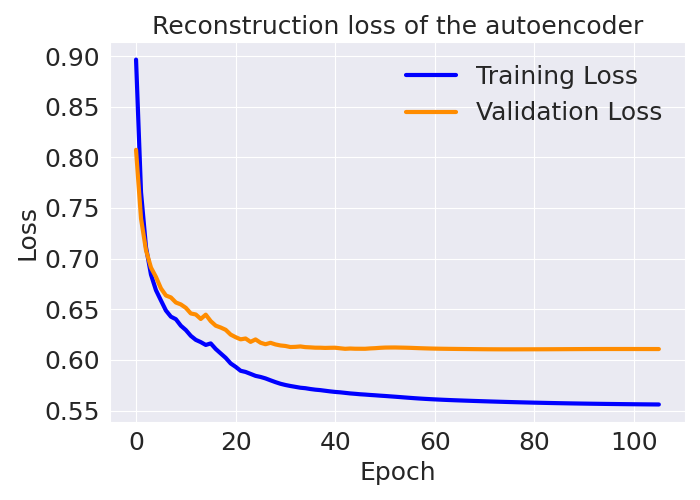 Reconstruction loss of the autoencoder
0.90
0.85
0.80
0.75
0.70
0.65
0.60
0.55
Loss
Training Loss
Validation Loss
0 20 40 60 80 100
Epoch